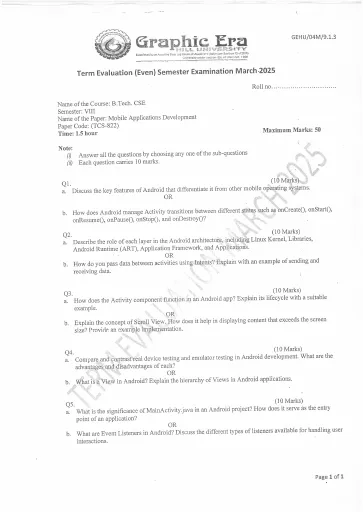 GEHU/04M/9.1.3
Graphic Era
HILL UNIVERSITY
Term Evaluation (Even) Semester Examination March-2025
Roll no
Name of the Course: B.Tech. CSE
Semester: VIII
Name of the Paper: Mobile Applications Development
Paper Code: (TCS-822)
Time: 1.5 hour
Maximum Marks: 50
Note:
(i) Answer all the questions by choosing any one of the sub-questions
(ii) Each question carries 10 marks.
Q1. (10 Marks)
a. Discuss the key features of Android that differentiate it from other mobile operating systems.
OR
b. How does Android manage Activity transitions between different states such as onCreate(), onStart(),
onResume(), onPause(), onStop(), and onDestroy()?
Q2. (10 Marks)
a. Describe the role of each layer in the Android architecture, including Linux Kernel, Libraries,
Android Runtime (ART), Application Framework, and Applications.
OR
b. How do you pass data between activities using Intents? Explain with an example of sending and
receiving data.
Q3. (10 Marks)
a. How does the Activity component function in an Android app? Explain its lifecycle with a suitable
example.
OR
b. Explain the concept of Scroll View. How does it help in displaying content that exceeds the screen
size? Provide an example implementation.
Q4. (10 Marks)
a. Compare and contrast real device testing and emulator testing in Android development. What are the
advantages and disadvantages of each?
OR
b. What is a View in Android? Explain the hierarchy of Views in Android applications.
Q5. (10 Marks)
a. What is the significance of MainActivity.java in an Android project? How does it serve as the entry
point of an application?
OR
b. What are Event Listeners in Android? Discuss the different types of listeners available for handling user
interactions.
Page 1 of 1